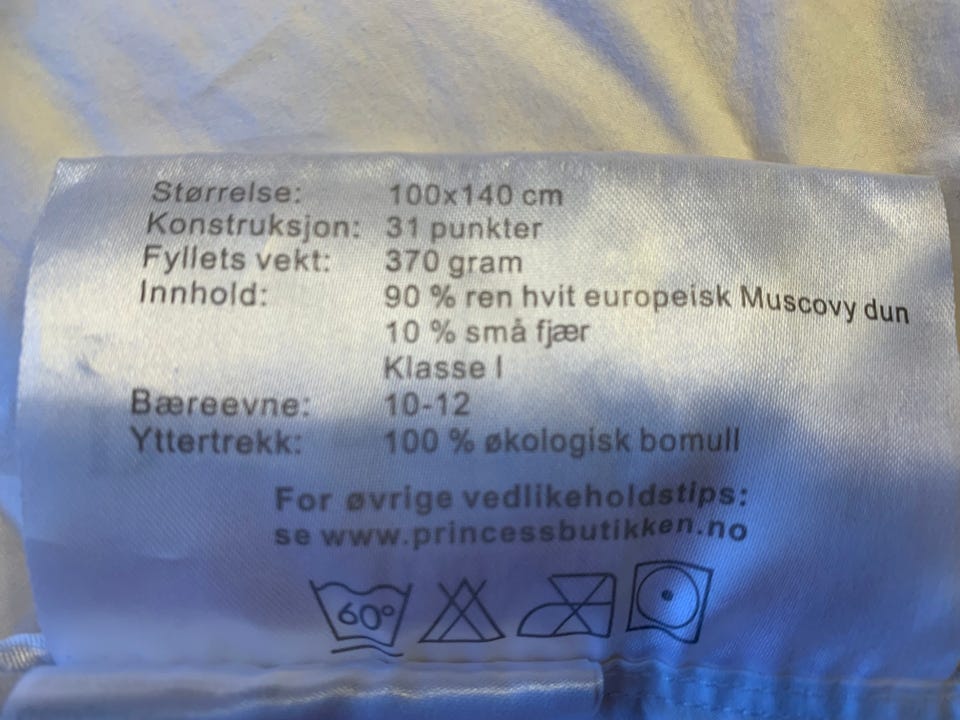 Størrelse: 100x140 cm
Konstruksjon: 31 punkter
Fyllets vekt: 370 gram
Innhold: 90 % ren hvit europeisk Muscovy dun
10 % små fjær
Klasse I
Bæreevne: 10-12
Yttertrekk: 100 % økologisk bomull
For øvrige vedlikeholdstips:
se www.princessbutikken.no
60°